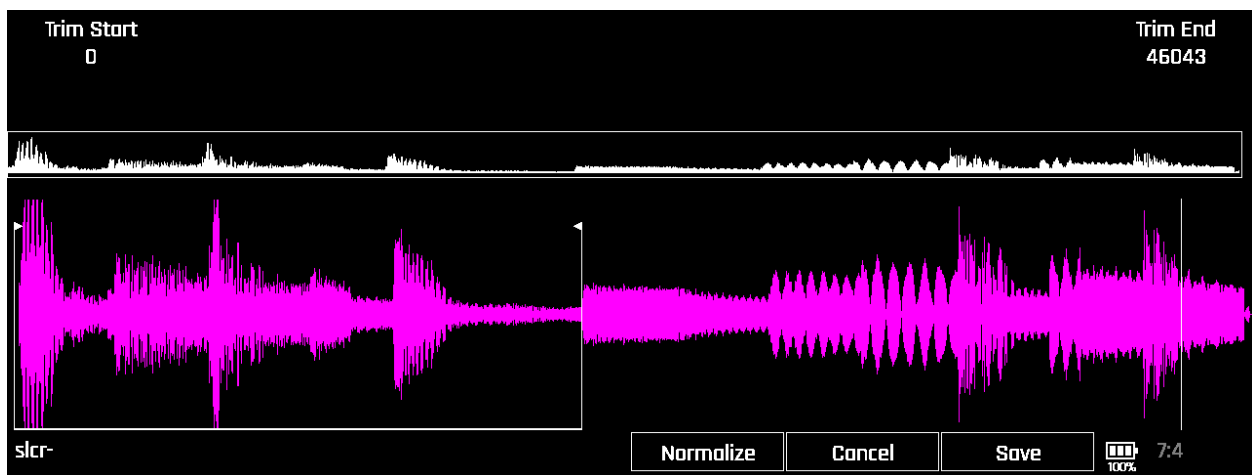 Trim Start
0
Trim End
46043
slcr-
Normalize
Cancel
Save
100%
7:4